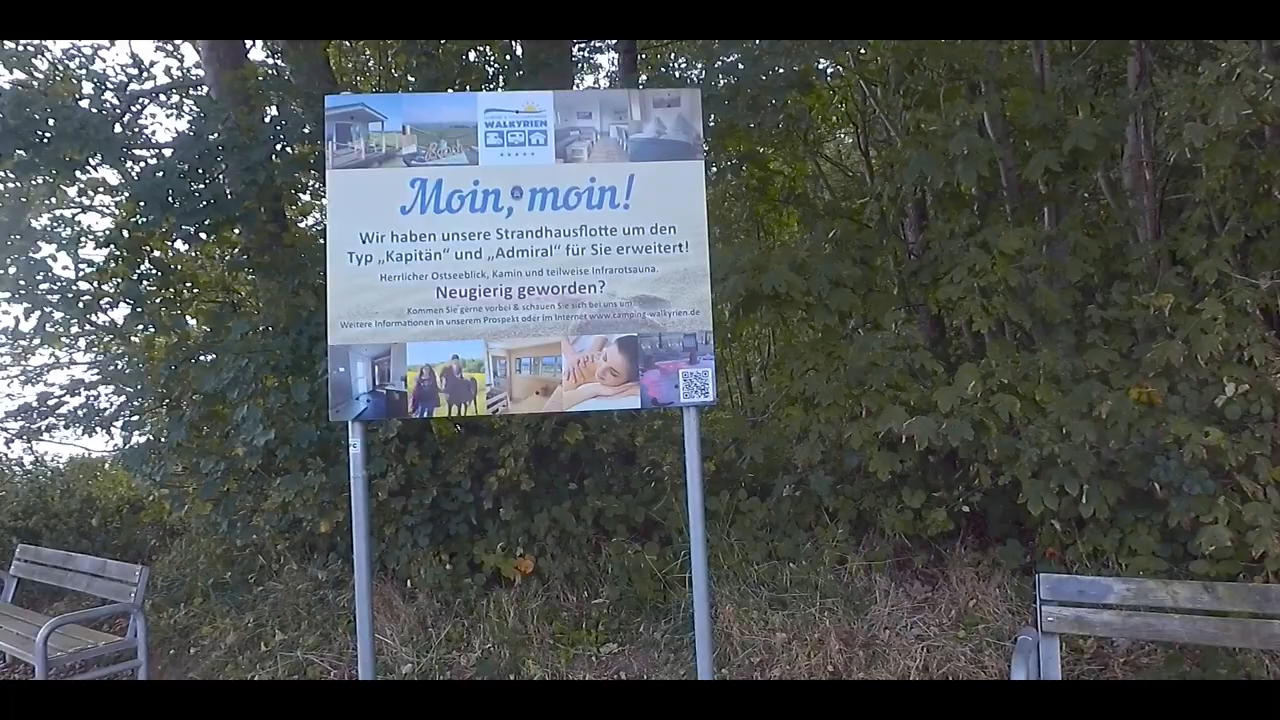 WALKYRIEN
Moin, moin!
Wir haben unsere Strandhausflotte um den
Typ „Kapitän“ und „Admiral“ für Sie erweitert!
Herrlicher Ostseeblick, Kamin und teilweise Infrarotsauna.
Neugierig geworden?
Kommen Sie gerne vorbei & schauen Sie sich bei uns um.
Weitere Informationen in unserem Prospekt oder im Internet www.camping-walkyrien.de